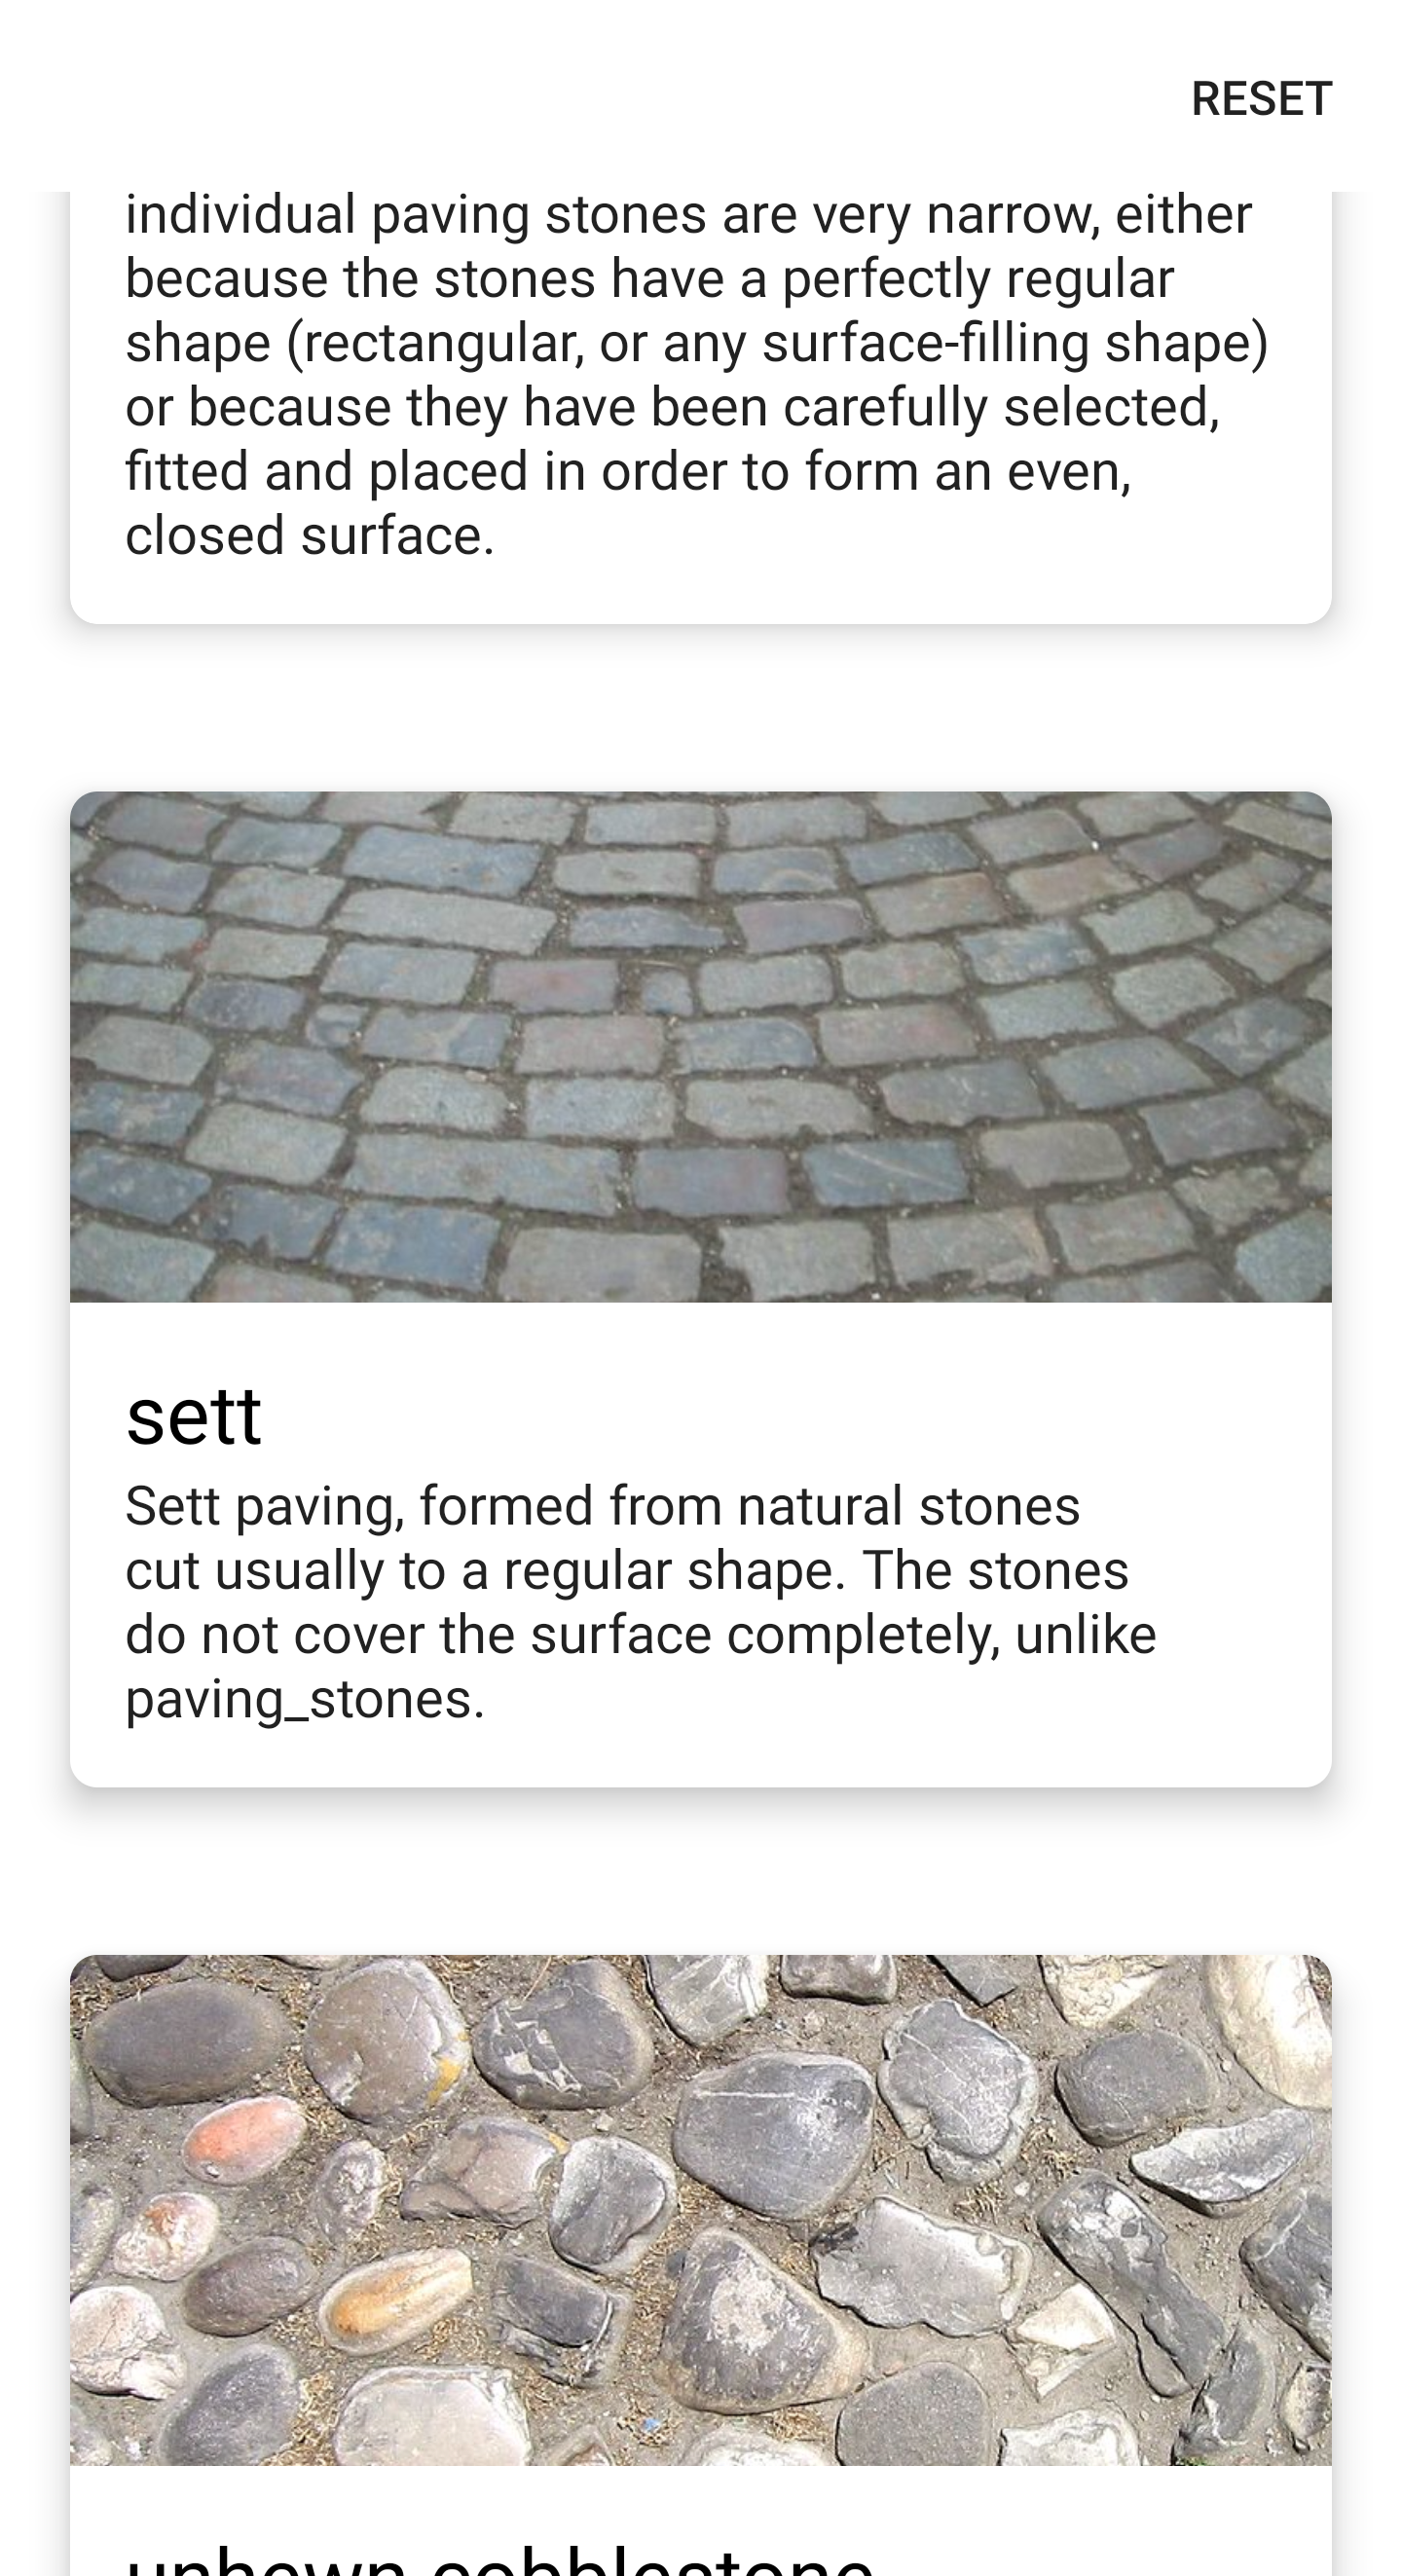 RESET
individual paving stones are very narrow, either
because the stones have a perfectly regular
shape (rectangular, or any surface-filling shape)
or because they have been carefully selected,
fitted and placed in order to form an even,
closed surface.
sett
Sett paving, formed from natural stones
cut usually to a regular shape. The stones
do not cover the surface completely, unlike
paving_stones.
unhewn cobblestone